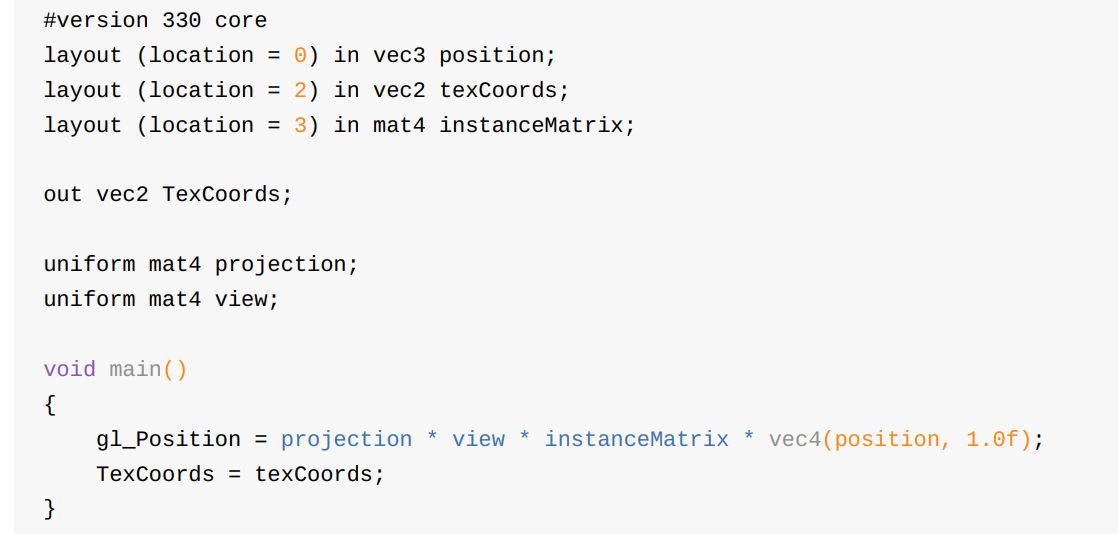 #version 330 core
layout (location = 0) in vec3 position;
layout (location = 2) in vec2 texCoords;
layout (location = 3) in mat4 instanceMatrix;

out vec2 TexCoords;

uniform mat4 projection;
uniform mat4 view;

void main()
{
    gl_Position = projection * view * instanceMatrix * vec4(position, 1.0f);
    TexCoords = texCoords;
}